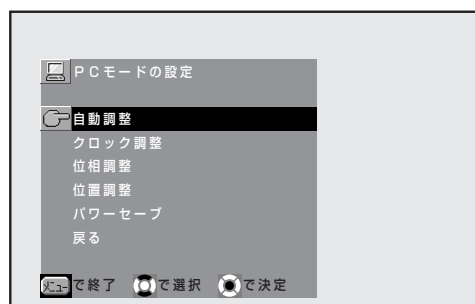 PCモードの設定
自動調整
クロック調整
位相調整
位置調整
パワーセーブ
戻る
メニューで終了 で選択 で決定